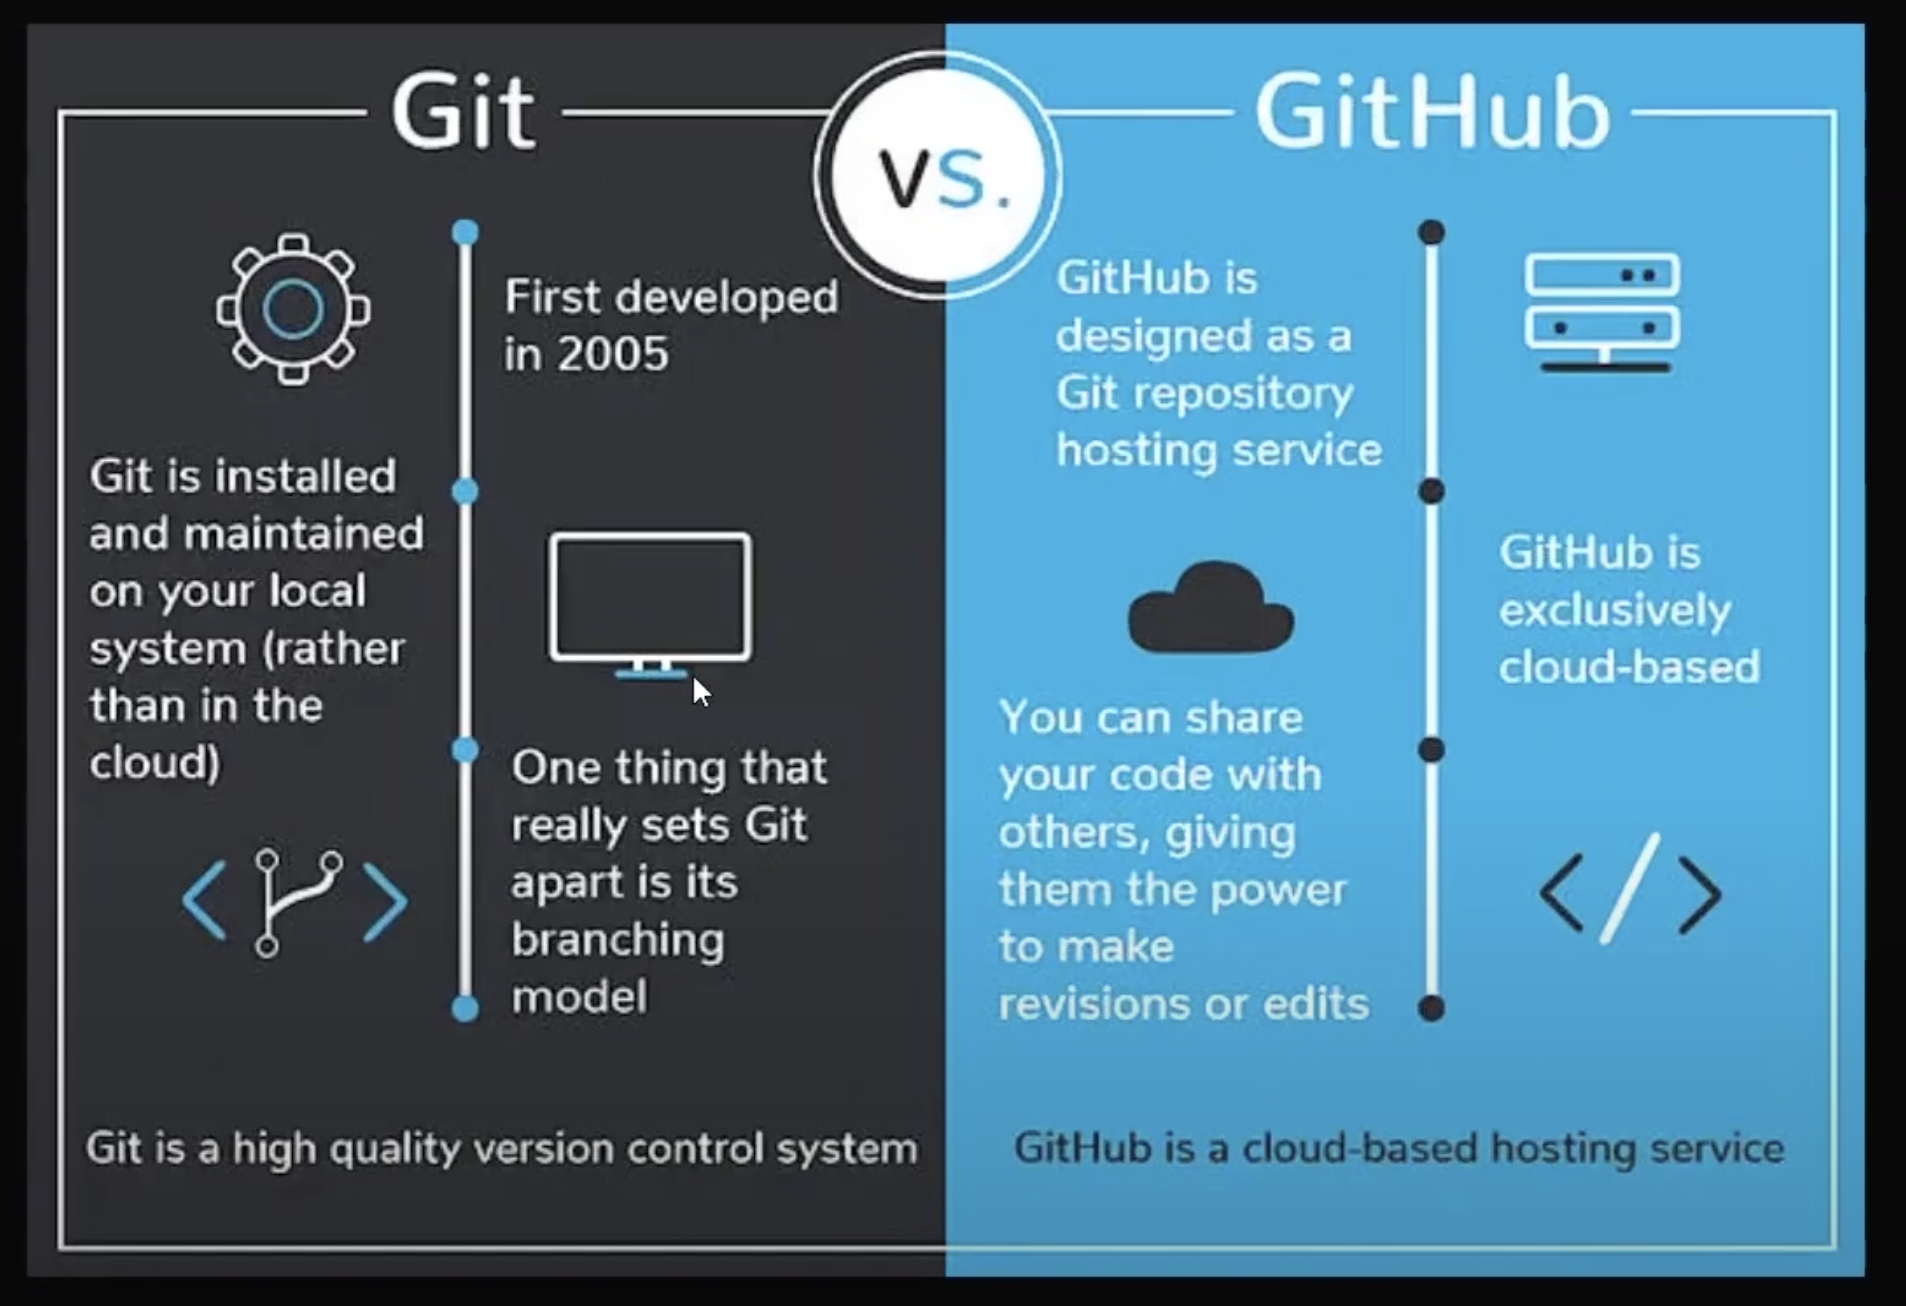 Git
vs.
GitHub
First developed
in 2005
Git is installed
and maintained
on your local
system (rather
than in the
cloud)
One thing that
really sets Git
apart is its
branching
model
Git is a high quality version control system
GitHub is
designed as a
Git repository
hosting service
GitHub is
exclusively
cloud-based
You can share
your code with
others, giving
them the power
to make
revisions or edits
GitHub is a cloud-based hosting service